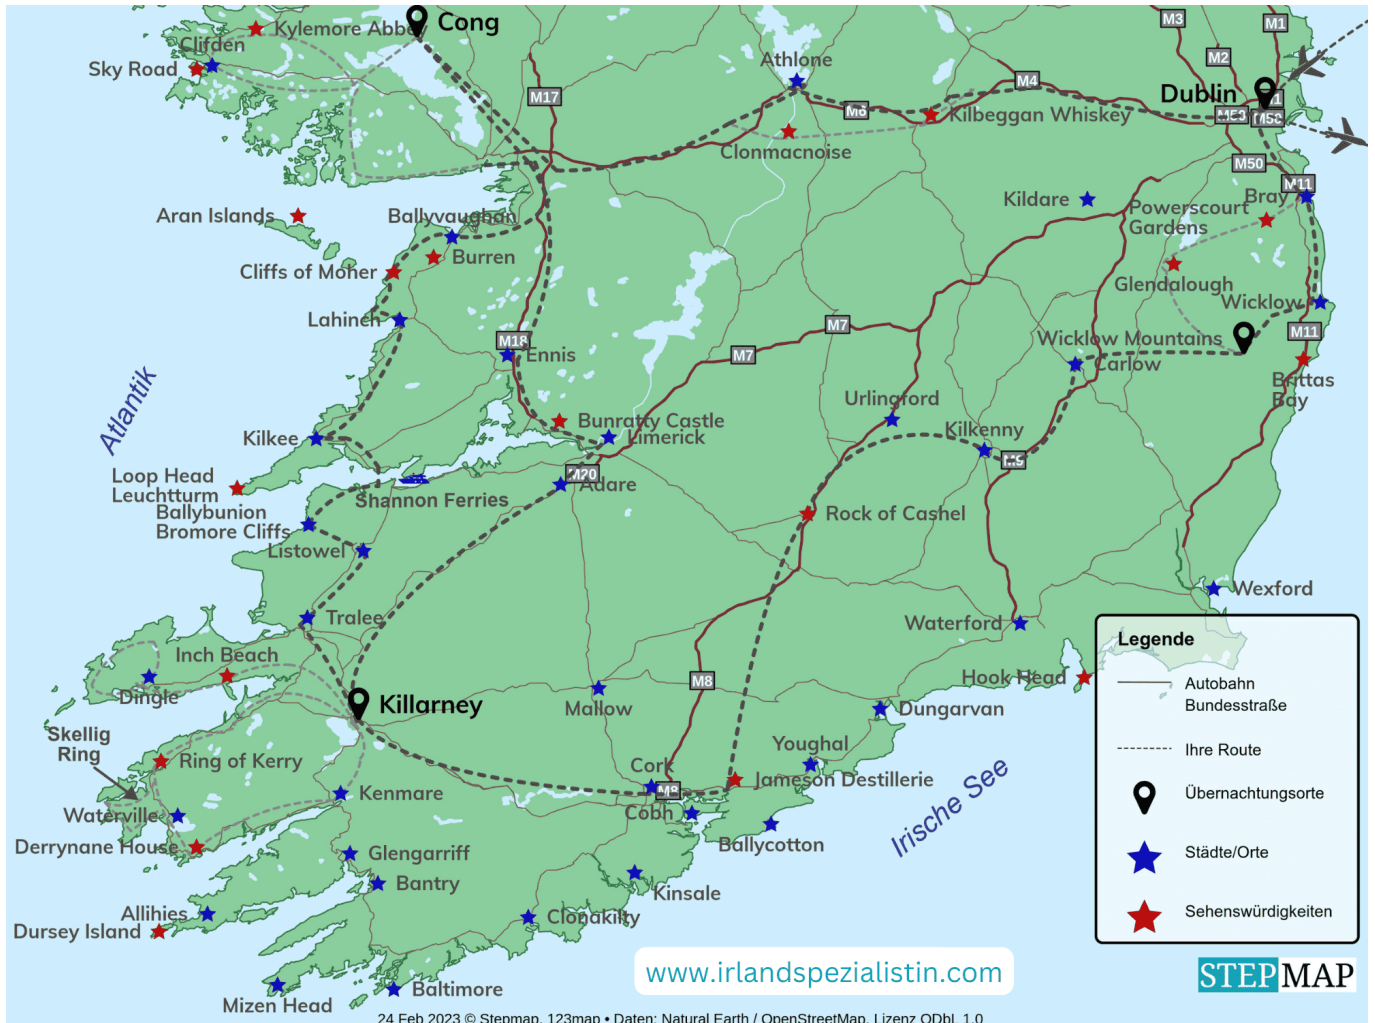 Cong
Kylemore Abbey
Clifden
Sky Road
M17
Athlone
M4
M6
Kilbeggan Whiskey
Clonmacnoise
M3
M2
M1
Dublin
M50
M50
M50
M11
Bray
Kildare
Powerscourt
Gardens
Glendalough
Wicklow
Wicklow Mountains
M11
Brittas
Bay
Carlow
Aran Islands
Ballyvaughan
Burren
Cliffs of Moher
Lahinch
M18
Ennis
M7
M7
Atlantik
Urlingford
Kilkenny
M9
Bunratty Castle
Limerick
M20
Adare
Kilkee
Loop Head
Leuchtturm
Shannon Ferries
Ballybunion
Bromore Cliffs
Listowel
Rock of Cashel
Tralee
Wexford
Waterford
Hook Head
Inch Beach
Dingle
Killarney
Mallow
M8
Dungarvan
Youghal
Skellig
Ring
Ring of Kerry
Cork
M8
Jameson Destillerie
Cobh
Ballycotton
Irische See
Waterville
Kenmare
Derrynane House
Glengarriff
Bantry
Kinsale
Allihies
Dursey Island
Clonakilty
Mizen Head
Baltimore
Legende
Autobahn
Bundesstraße
Ihre Route
Übernachtungsorte
Städte/Orte
Sehenswürdigkeiten
www.irlandspezialistin.com
STEPMAP
24 Feb 2023 © Stepmap, 123map • Daten: Natural Earth / OpenStreetMap, Lizenz ODbL 1.0